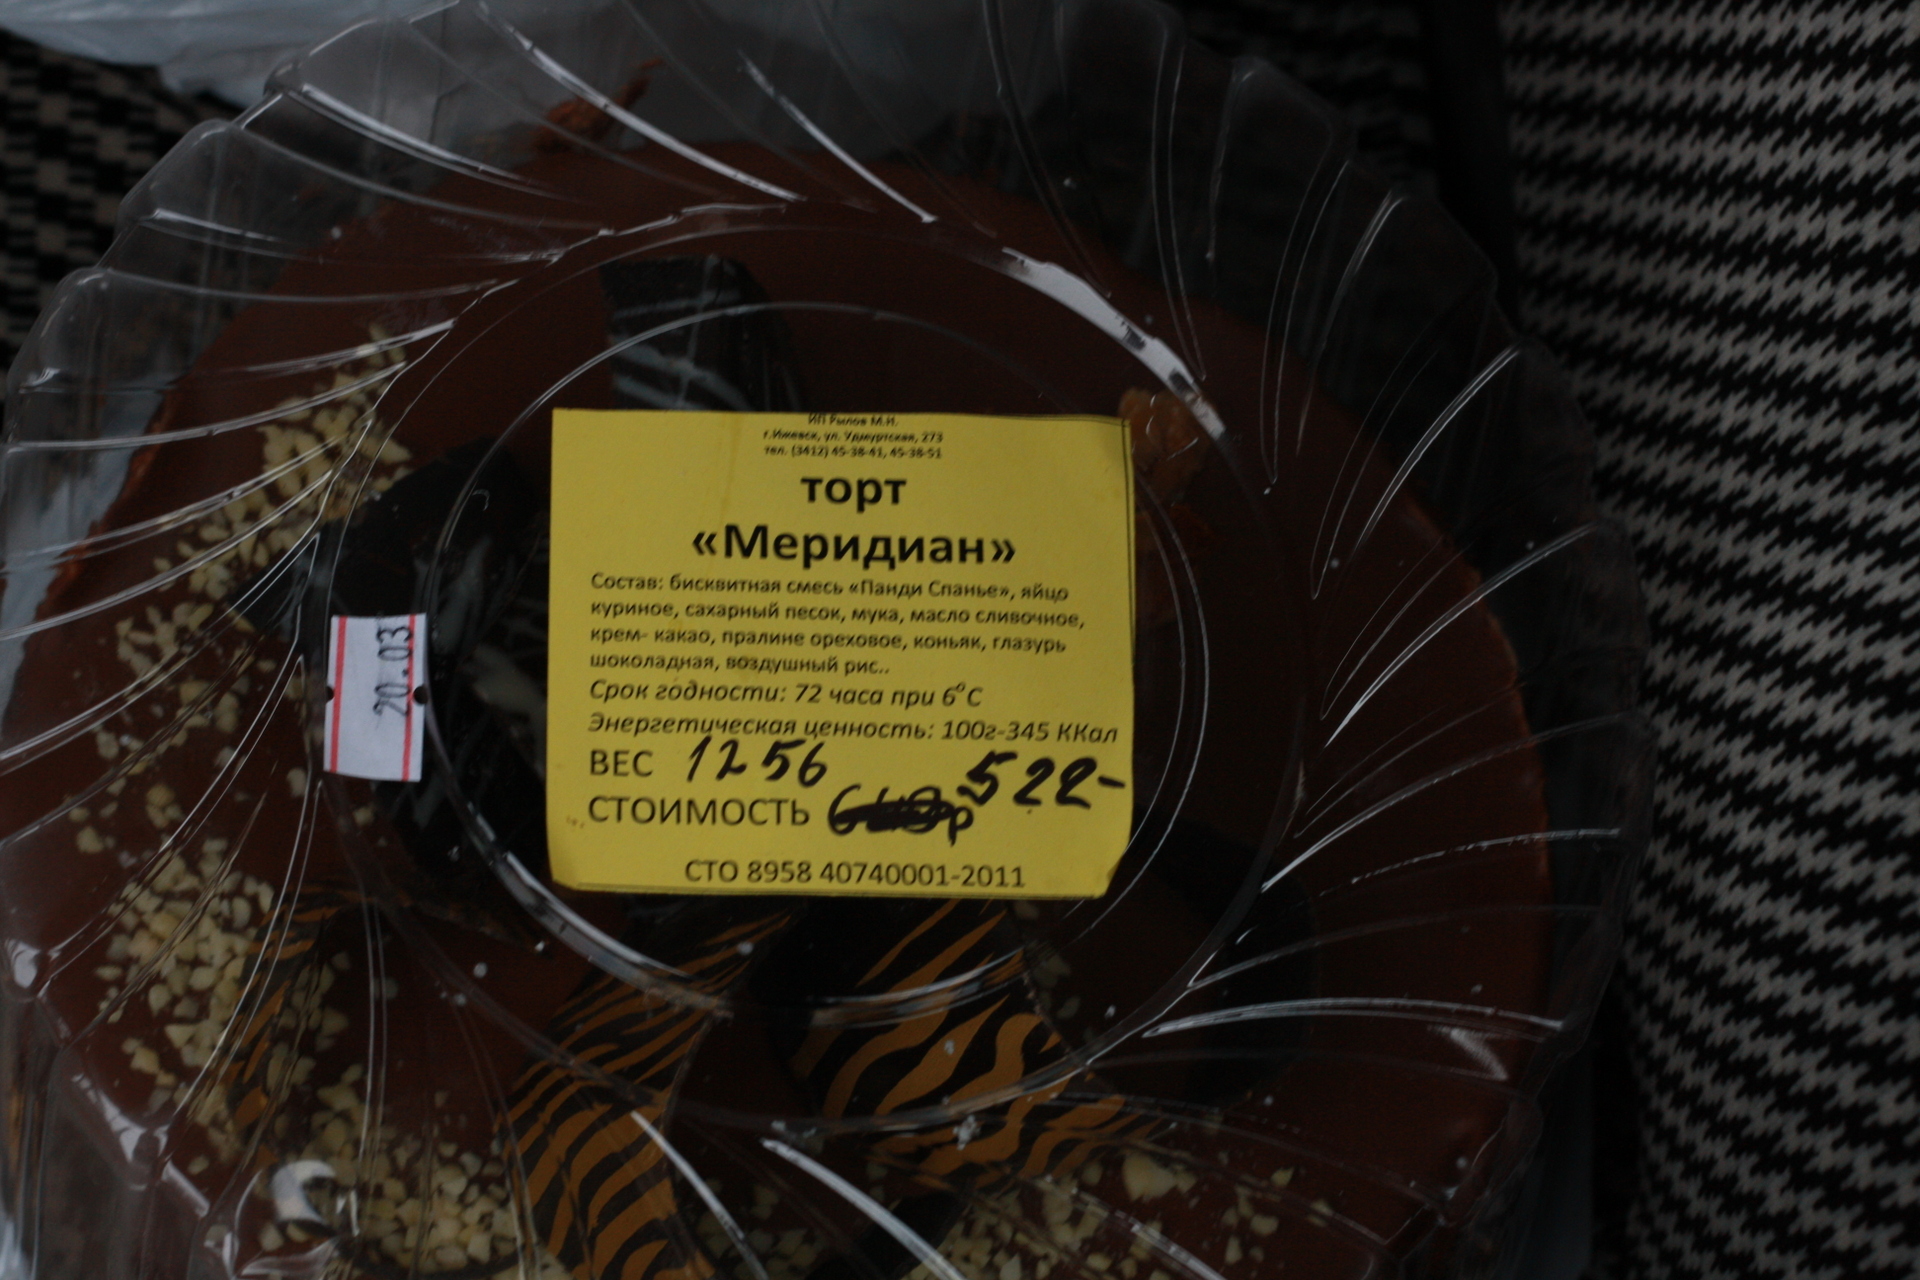 ИП Рылов М.Н.
г.Ижевск, ул. Удмуртская, 273
тел. (3412) 45-38-41, 45-38-51
торт
«Меридиан»
Состав: бисквитная смесь «Панди Спанье», яйцо
куриное, сахарный песок, мука, масло сливочное,
крем- какао, пралине ореховое, коньяк, глазурь
шоколадная, воздушный рис..
Срок годности: 72 часа при 6°С
Энергетическая ценность: 100г-345 ККал
ВЕС 1256
СТОИМОСТЬ р 522-
СТО 8958 40740001-2011
20.03